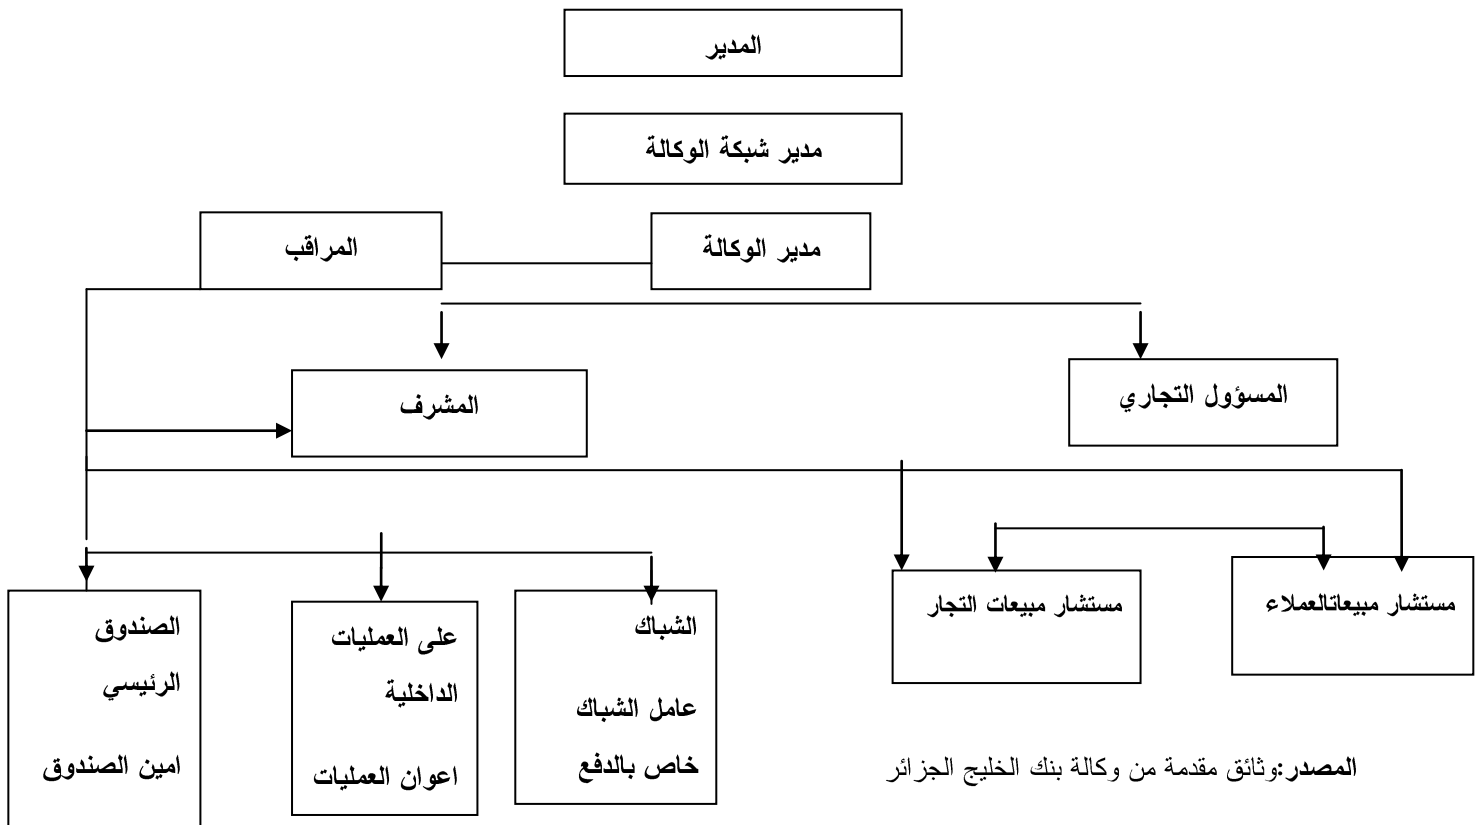 المدير
مدير شبكة الوكالة
مدير الوكالة
المراقب
المسؤول التجاري
المشرف
مستشار مبيعاتالعملاء
مستشار مبيعات التجار
الشباك
عامل الشباك
خاص بالدفع
على العمليات
الداخلية
اعوان العمليات
الصندوق
الرئيسي
امين الصندوق
المصدر:وثائق مقدمة من وكالة بنك الخليج الجزائر